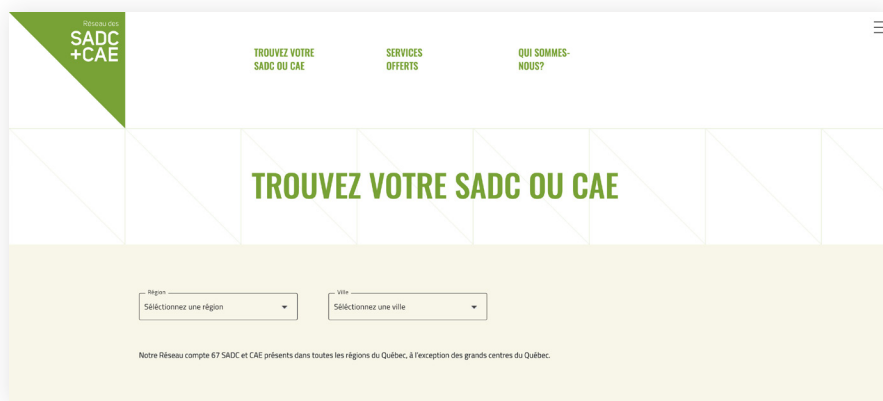 Réseau des
SADC
+CAE
TROUVEZ VOTRE
SADC OU CAE
SERVICES
OFFERTS
QUI SOMMES-
NOUS?
TROUVEZ VOTRE SADC OU CAE
Région
Séléctionnez une région
Ville
Séléctionnez une ville
Notre Réseau compte 67 SADC et CAE présents dans toutes les régions du Québec, à l'exception des grands centres du Québec.